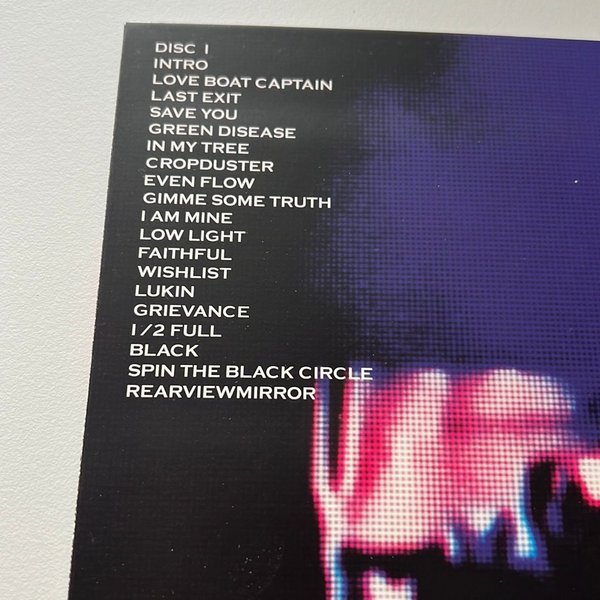 DISC 1
INTRO
LOVE BOAT CAPTAIN
LAST EXIT
SAVE YOU
GREEN DISEASE
IN MY TREE
CROPDUSTER
EVEN FLOW
GIMME SOME TRUTH
I AM MINE
LOW LIGHT
FAITHFUL
WISHLIST
LUKIN
GRIEVANCE
1/2 FULL
BLACK
SPIN THE BLACK CIRCLE
REARVIEWMIRROR